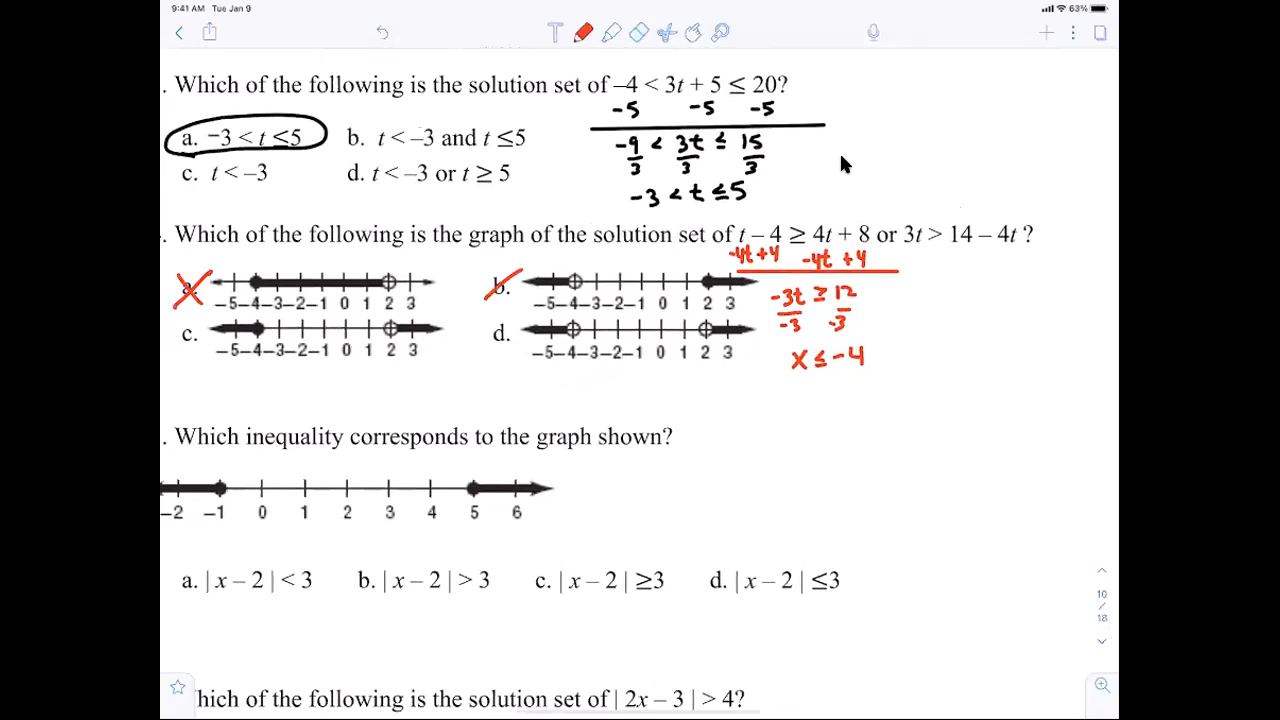 9:41 AM Tue Jan 9
63%
. Which of the following is the solution set of –4 < 3t + 5 ≤ 20?
-5 -5 -5
a. –3 < t ≤5 b. t < –3 and t ≤5
-9 < 3t ≤ 15
3 3 3
c. t < –3 d. t < –3 or t ≥ 5
-3 < t ≤ 5
. Which of the following is the graph of the solution set of t – 4 ≥ 4t + 8 or 3t > 14 – 4t ?
-4t +4 -4t +4
b.
-3t ≥ 12
-3 -3
–5–4–3–2–1 0 1 2 3 –5–4–3–2–1 0 1 2 3
c. d.
–5–4–3–2–1 0 1 2 3 –5–4–3–2–1 0 1 2 3
x ≤ -4
. Which inequality corresponds to the graph shown?
–2 –1 0 1 2 3 4 5 6
a. | x – 2 | < 3 b. | x – 2 | > 3 c. | x – 2 | ≥3 d. | x – 2 | ≤3
10
/
18
hich of the following is the solution set of | 2x – 3 | > 4?